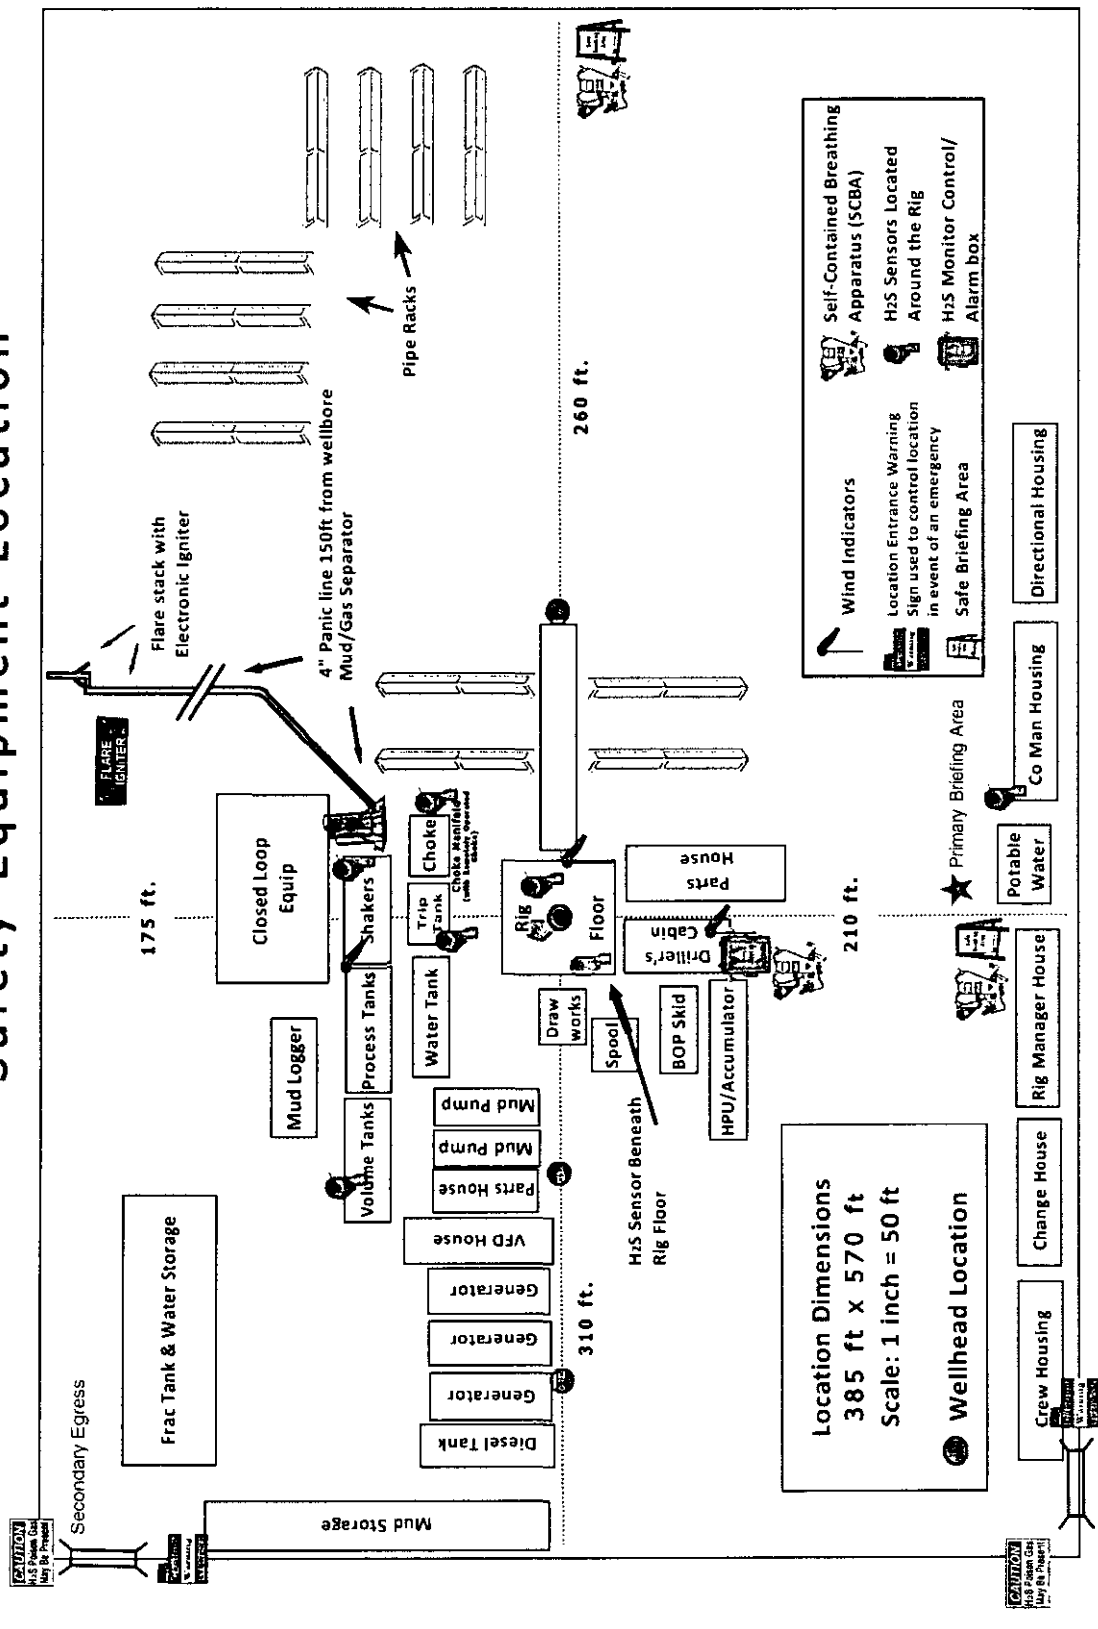 Safety Equipment Location
CAUTION
H2S Poison Gas
May Be Present
Secondary Egress
Frac Tank & Water Storage
Mud Storage
Mud Logger
Closed Loop
Equip
175 ft.
FLARE
IGNITER
Flare stack with
Electronic Igniter
4" Panic line 150ft from wellbore
Mud/Gas Separator
Pipe Racks
Volume Tanks
Process Tanks
Shakers
Water Tank
Trip
Tank
Choke
Choke Manifold
(with Remotely Operated
Choke)
Diesel Tank
Generator
Generator
Generator
VFD House
Parts House
Mud Pump
Mud Pump
Draw
works
Rig
Floor
310 ft.
260 ft.
Spool
H2S Sensor Beneath
Rig Floor
BOP Skid
HPU/Accumulator
Driller's
Cabin
Parts
House
210 ft.
Location Dimensions
385 ft x 570 ft
Scale: 1 inch = 50 ft
Wellhead Location
Primary Briefing Area
Wind Indicators
Location Entrance Warning
Sign used to control location
in event of an emergency
Safe Briefing Area
Self-Contained Breathing
Apparatus (SCBA)
H2S Sensors Located
Around the Rig
H2S Monitor Control/
Alarm box
Crew Housing
Change House
Rig Manager House
Potable
Water
Co Man Housing
Directional Housing
CAUTION
H2S Poison Gas
May Be Present